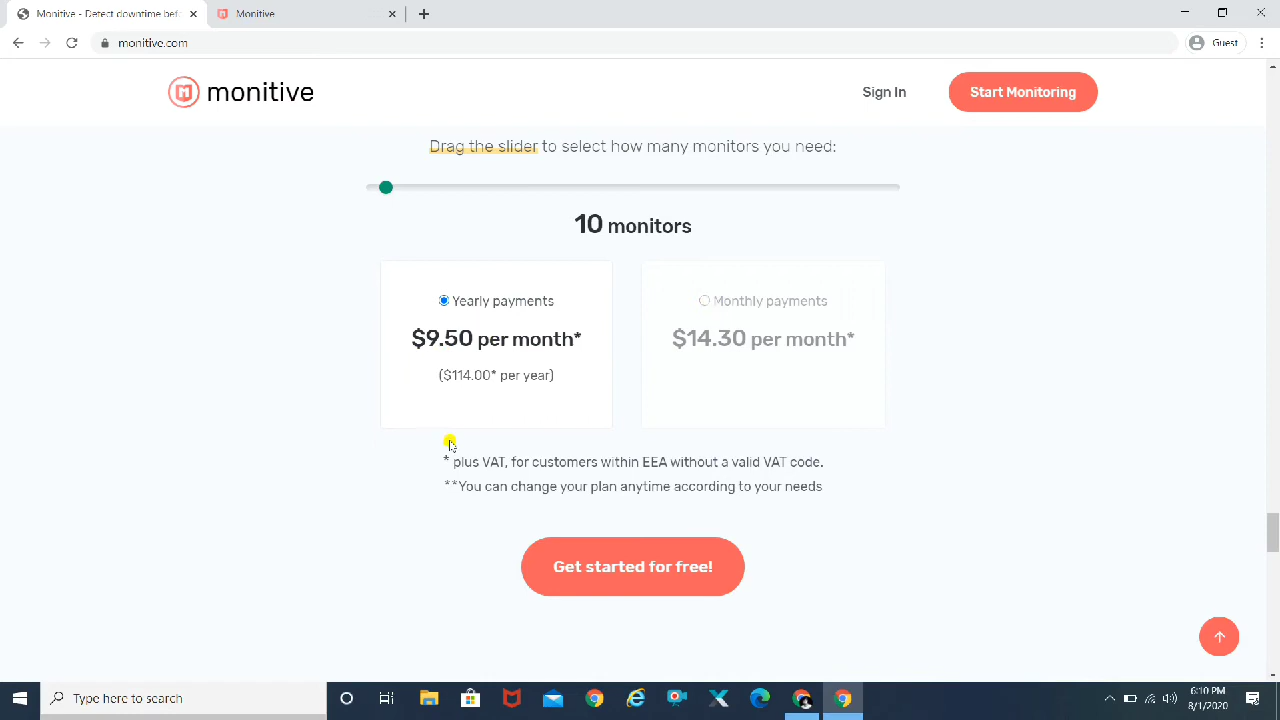 Monitive - Detect downtime bef
Monitive
monitive.com
Guest
monitive
Sign In
Start Monitoring
Drag the slider to select how many monitors you need:
10 monitors
Yearly payments
$9.50 per month*
($114.00* per year)
Monthly payments
$14.30 per month*
* plus VAT, for customers within EEA without a valid VAT code.
**You can change your plan anytime according to your needs
Get started for free!
Type here to search
6:10 PM
8/1/2020